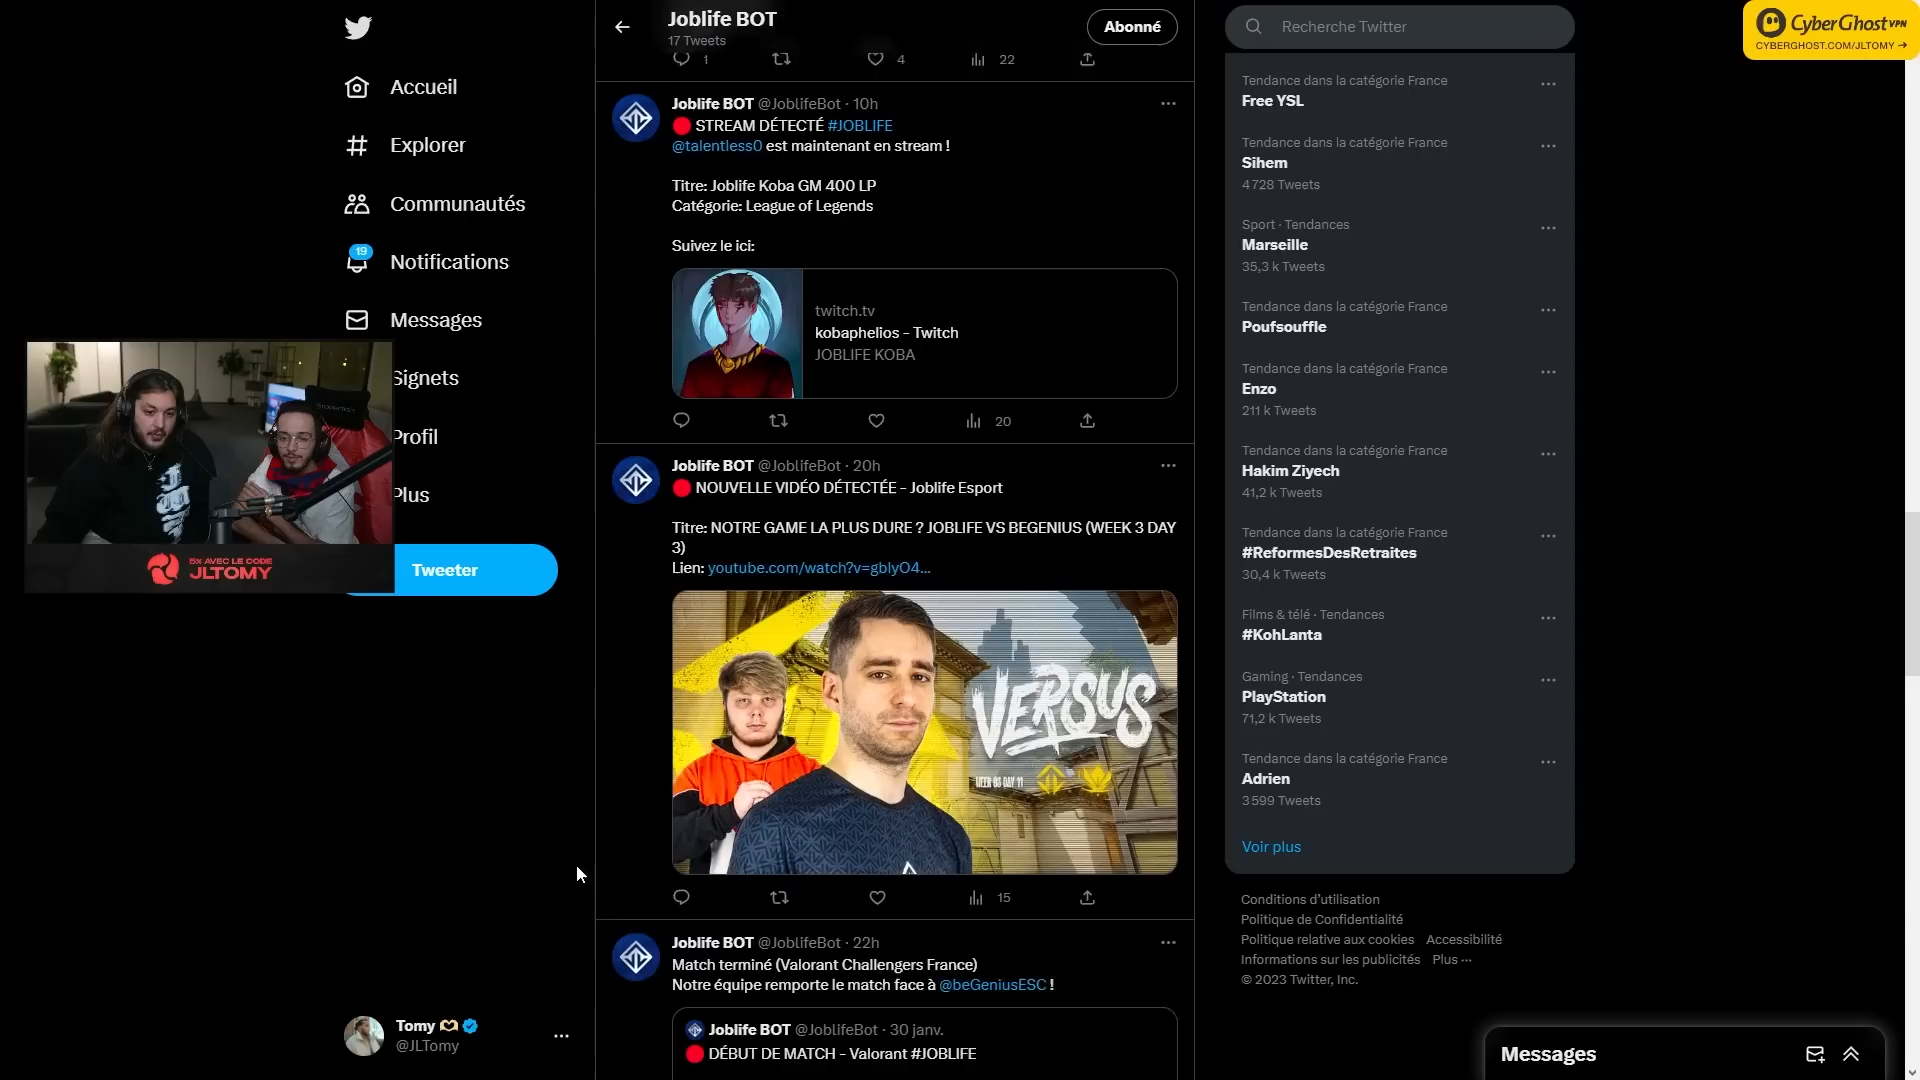 Accueil
Explorer
Communautés
19
Notifications
Messages
Signets
Profil
Plus
Tweeter
5X AVEC LE CODE
JLTOMY
Tomy
@JLTomy
Joblife BOT
17 Tweets
Abonné
1
4
22
Joblife BOT @JoblifeBot · 10h
STREAM DÉTECTÉ #JOBLIFE
@talentless0 est maintenant en stream !
Titre: Joblife Koba GM 400 LP
Catégorie: League of Legends
Suivez le ici:
twitch.tv
kobaphelios - Twitch
JOBLIFE KOBA
20
Joblife BOT @JoblifeBot · 20h
NOUVELLE VIDÉO DÉTECTÉE - Joblife Esport
Titre: NOTRE GAME LA PLUS DURE ? JOBLIFE VS BEGENIUS (WEEK 3 DAY
3)
Lien: youtube.com/watch?v=gblyO4...
VERSUS
WEEK 03 DAY 11
15
Joblife BOT @JoblifeBot · 22h
Match terminé (Valorant Challengers France)
Notre équipe remporte le match face à @beGeniusESC !
Joblife BOT @JoblifeBot · 30 janv.
DÉBUT DE MATCH - Valorant #JOBLIFE
Recherche Twitter
CyberGhost VPN
CYBERGHOST.COM/JLTOMY →
Tendance dans la catégorie France
Free YSL
Tendance dans la catégorie France
Sihem
4 728 Tweets
Sport · Tendances
Marseille
35,3 k Tweets
Tendance dans la catégorie France
Poufsouffle
Tendance dans la catégorie France
Enzo
211 k Tweets
Tendance dans la catégorie France
Hakim Ziyech
41,2 k Tweets
Tendance dans la catégorie France
#ReformesDesRetraites
30,4 k Tweets
Films & télé · Tendances
#KohLanta
Gaming · Tendances
PlayStation
71,2 k Tweets
Tendance dans la catégorie France
Adrien
3 599 Tweets
Voir plus
Conditions d'utilisation
Politique de Confidentialité
Politique relative aux cookies Accessibilité
Informations sur les publicités Plus ···
© 2023 Twitter, Inc.
Messages